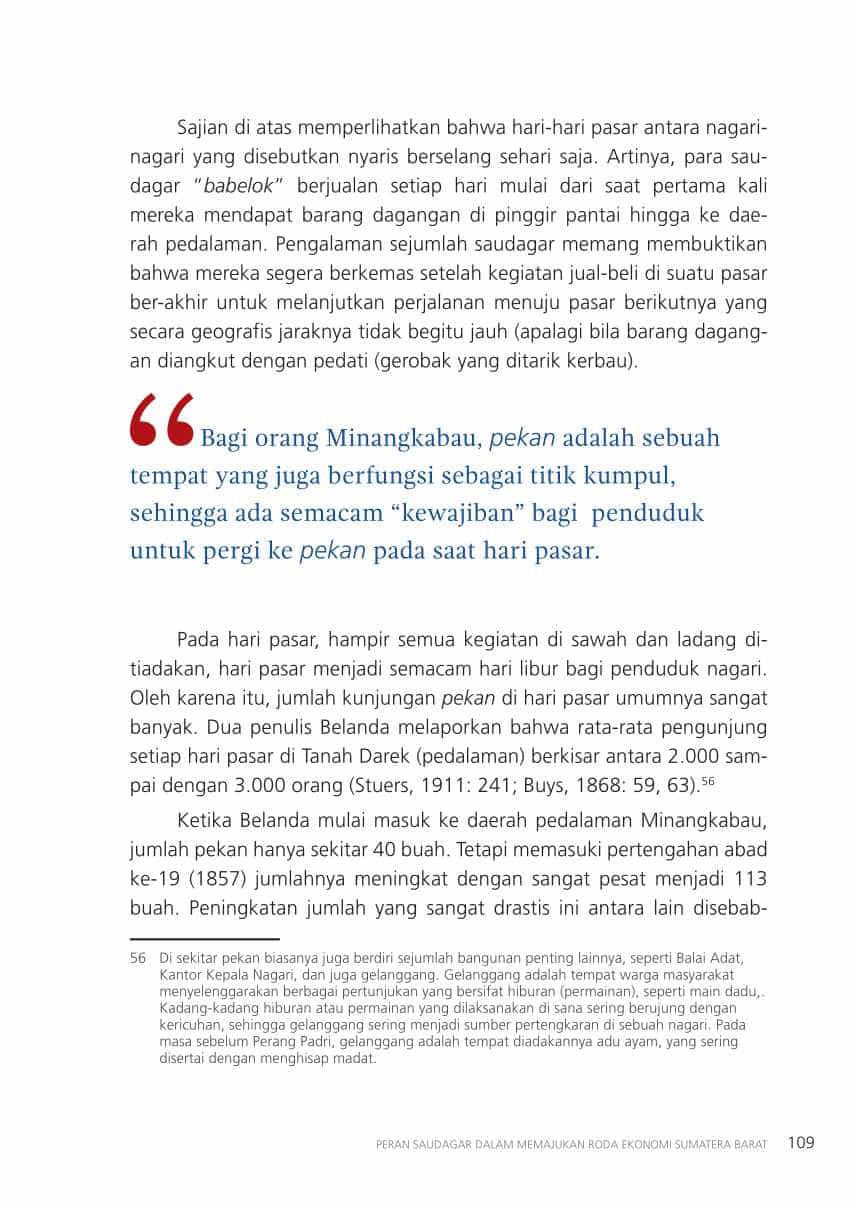 Sajian di atas memperlihatkan bahwa hari-hari pasar antara nagari-
nagari yang disebutkan nyaris berselang sehari saja. Artinya, para sau-
dagar “babelok” berjualan setiap hari mulai dari saat pertama kali
mereka mendapat barang dagangan di pinggir pantai hingga ke dae-
rah pedalaman. Pengalaman sejumlah saudagar memang membuktikan
bahwa mereka segera berkemas setelah kegiatan jual-beli di suatu pasar
ber-akhir untuk melanjutkan perjalanan menuju pasar berikutnya yang
secara geografis jaraknya tidak begitu jauh (apalagi bila barang dagang-
an diangkut dengan pedati (gerobak yang ditarik kerbau).
“Bagi orang Minangkabau, pekan adalah sebuah
tempat yang juga berfungsi sebagai titik kumpul,
sehingga ada semacam “kewajiban” bagi penduduk
untuk pergi ke pekan pada saat hari pasar.
Pada hari pasar, hampir semua kegiatan di sawah dan ladang di-
tiadakan, hari pasar menjadi semacam hari libur bagi penduduk nagari.
Oleh karena itu, jumlah kunjungan pekan di hari pasar umumnya sangat
banyak. Dua penulis Belanda melaporkan bahwa rata-rata pengunjung
setiap hari pasar di Tanah Darek (pedalaman) berkisar antara 2.000 sam-
pai dengan 3.000 orang (Stuers, 1911: 241; Buys, 1868: 59, 63).56
Ketika Belanda mulai masuk ke daerah pedalaman Minangkabau,
jumlah pekan hanya sekitar 40 buah. Tetapi memasuki pertengahan abad
ke-19 (1857) jumlahnya meningkat dengan sangat pesat menjadi 113
buah. Peningkatan jumlah yang sangat drastis ini antara lain disebab-
56 Di sekitar pekan biasanya juga berdiri sejumlah bangunan penting lainnya, seperti Balai Adat,
Kantor Kepala Nagari, dan juga gelanggang. Gelanggang adalah tempat warga masyarakat
menyelenggarakan berbagai pertunjukan yang bersifat hiburan (permainan), seperti main dadu,.
Kadang-kadang hiburan atau permainan yang dilaksanakan di sana sering berujung dengan
kericuhan, sehingga gelanggang sering menjadi sumber pertengkaran di sebuah nagari. Pada
masa sebelum Perang Padri, gelanggang adalah tempat diadakannya adu ayam, yang sering
disertai dengan menghisap madat.
PERAN SAUDAGAR DALAM MEMAJUKAN RODA EKONOMI SUMATERA BARAT 109